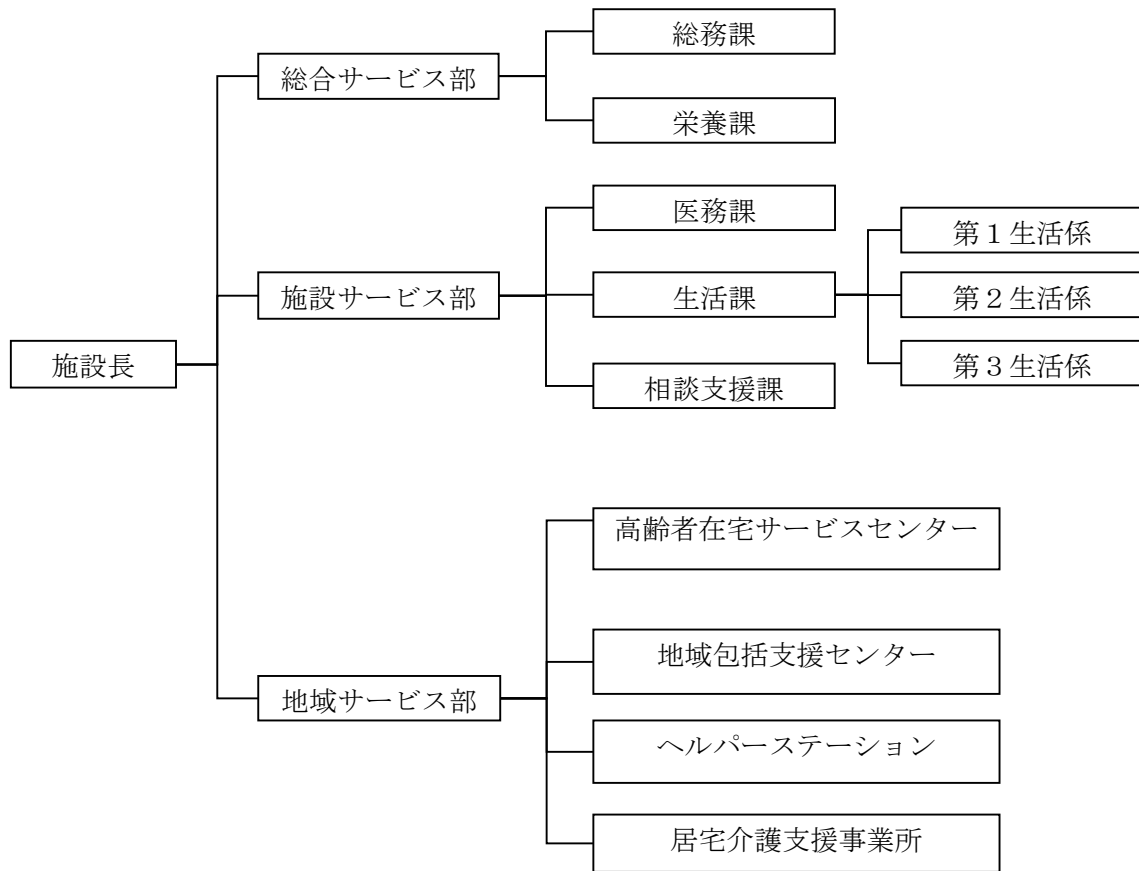 総務課
総合サービス部
栄養課
医務課
第１生活係
施設サービス部
生活課
第２生活係
施設長
第３生活係
相談支援課
高齢者在宅サービスセンター
地域包括支援センター
地域サービス部
ヘルパーステーション
居宅介護支援事業所